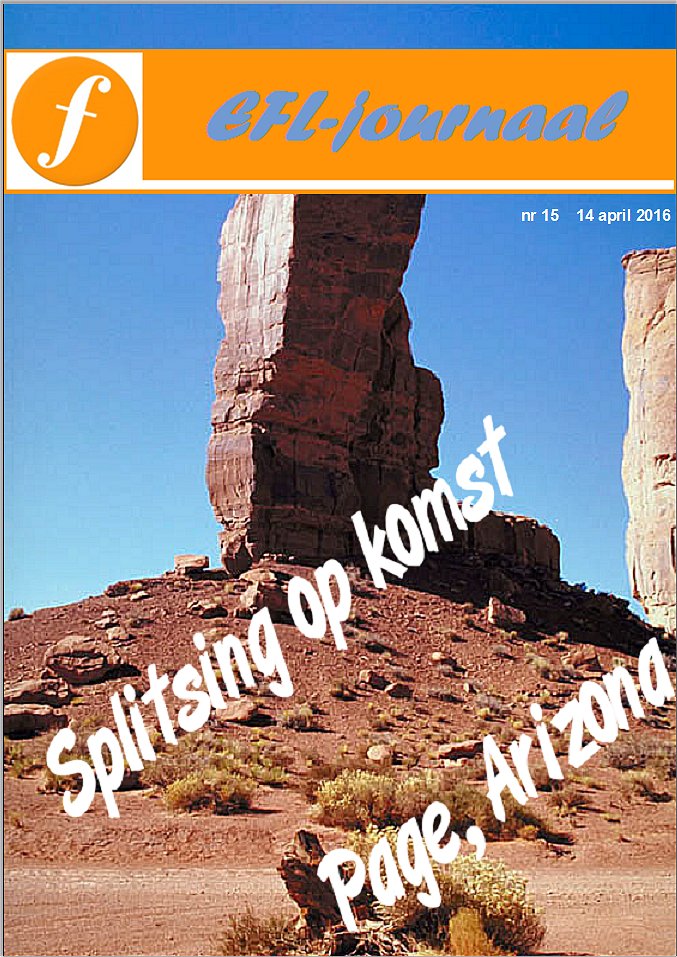 f
EFL-journaal
nr 15 14 april 2016
Splitsing op komst
Page, Arizona